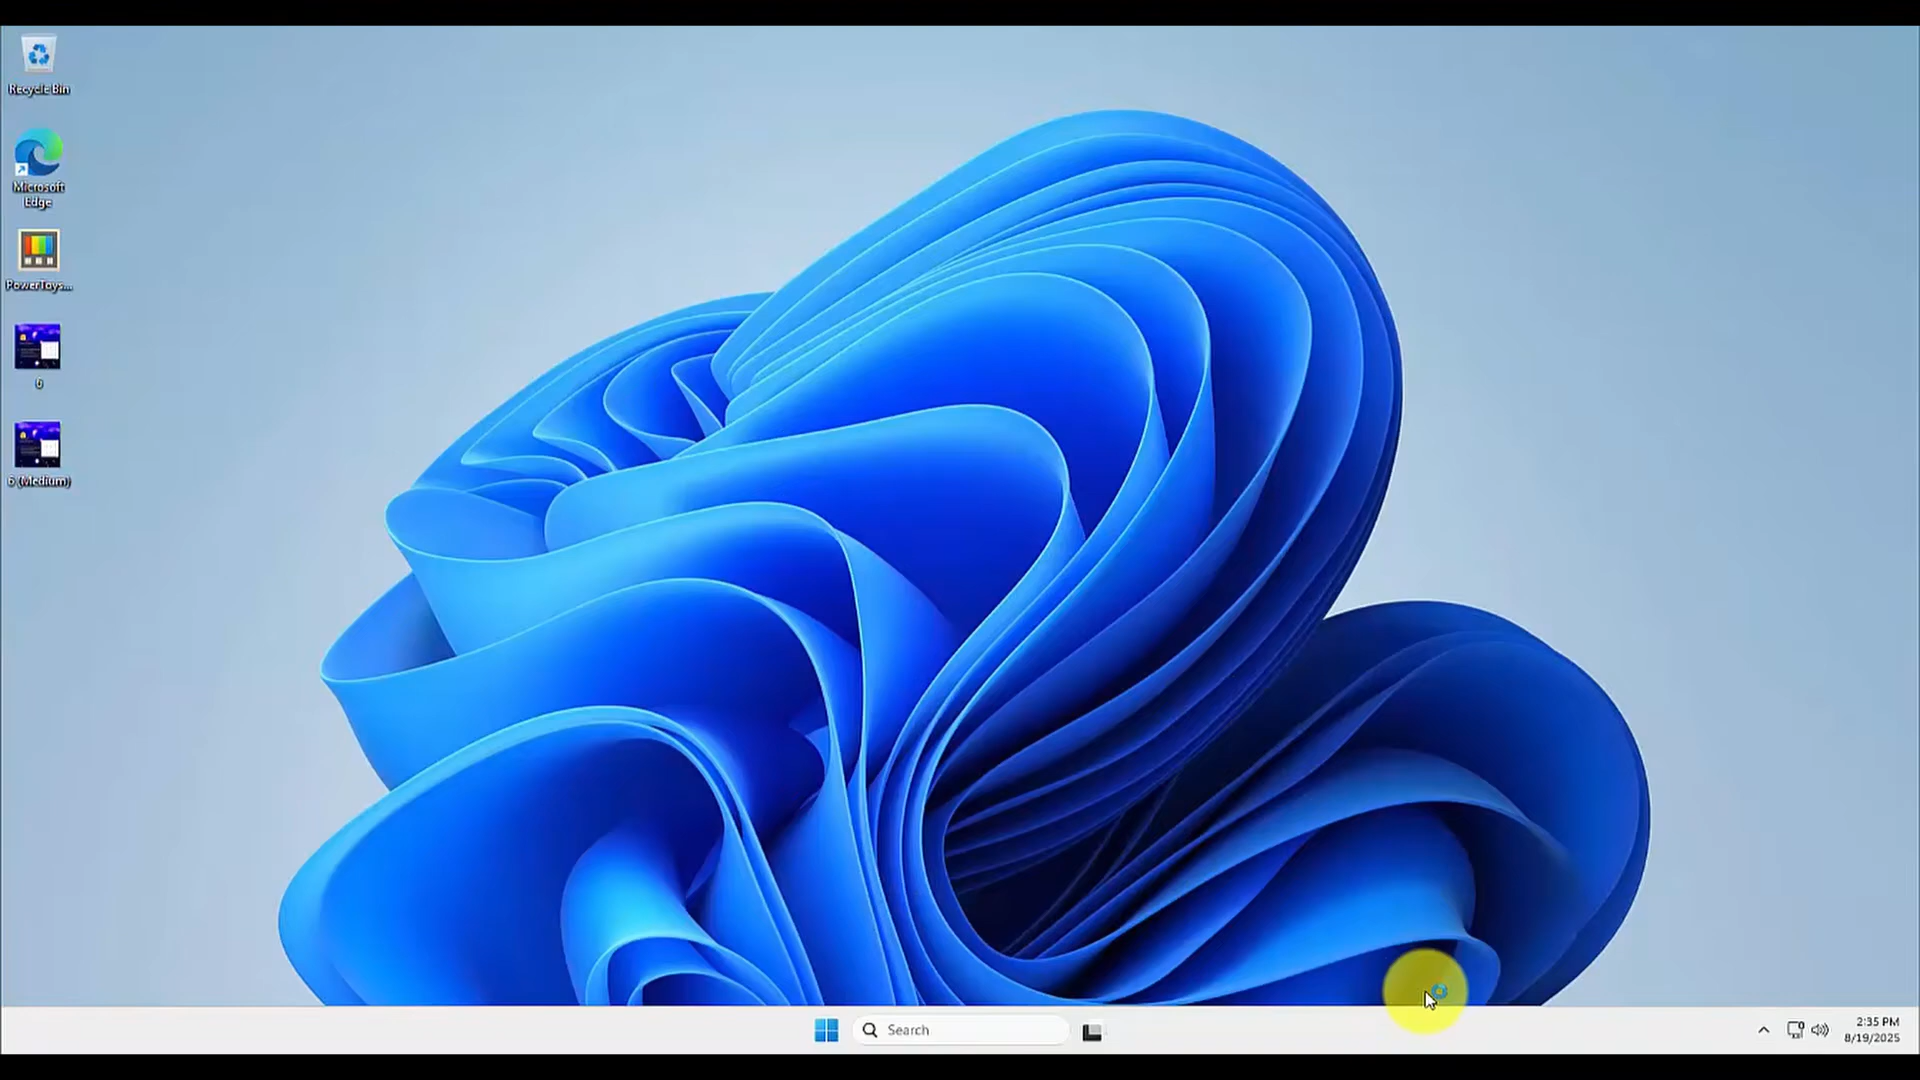 Recycle Bin
Microsoft
Edge
PowerToys...
6
6 (Medium)
Search
2:35 PM
8/19/2025